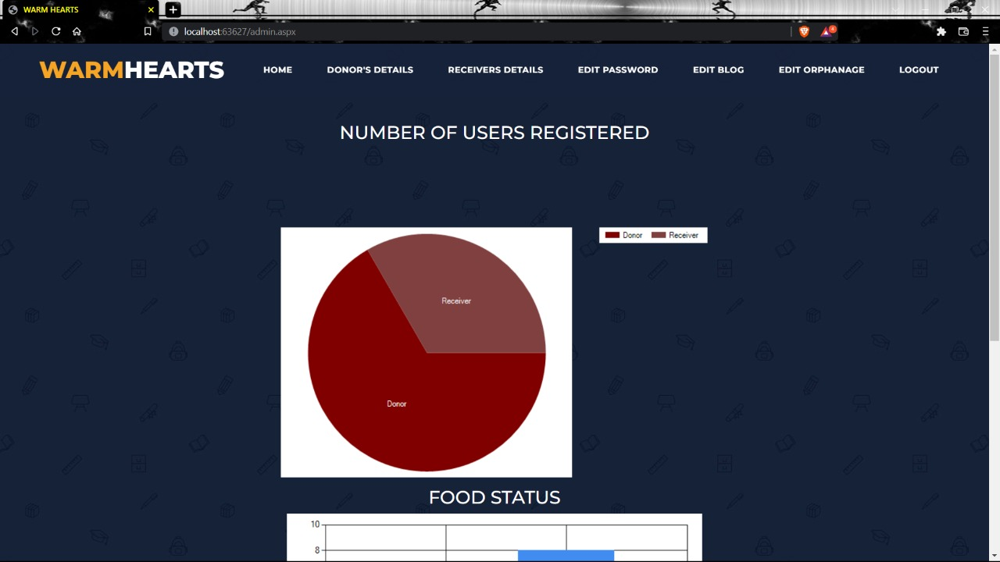 WARM HEARTS
localhost:63627/admin.aspx
4
WARMHEARTS HOME DONOR'S DETAILS RECEIVERS DETAILS EDIT PASSWORD EDIT BLOG EDIT ORPHANAGE LOGOUT
NUMBER OF USERS REGISTERED
Donor Receiver
Receiver
Donor
FOOD STATUS
10
8